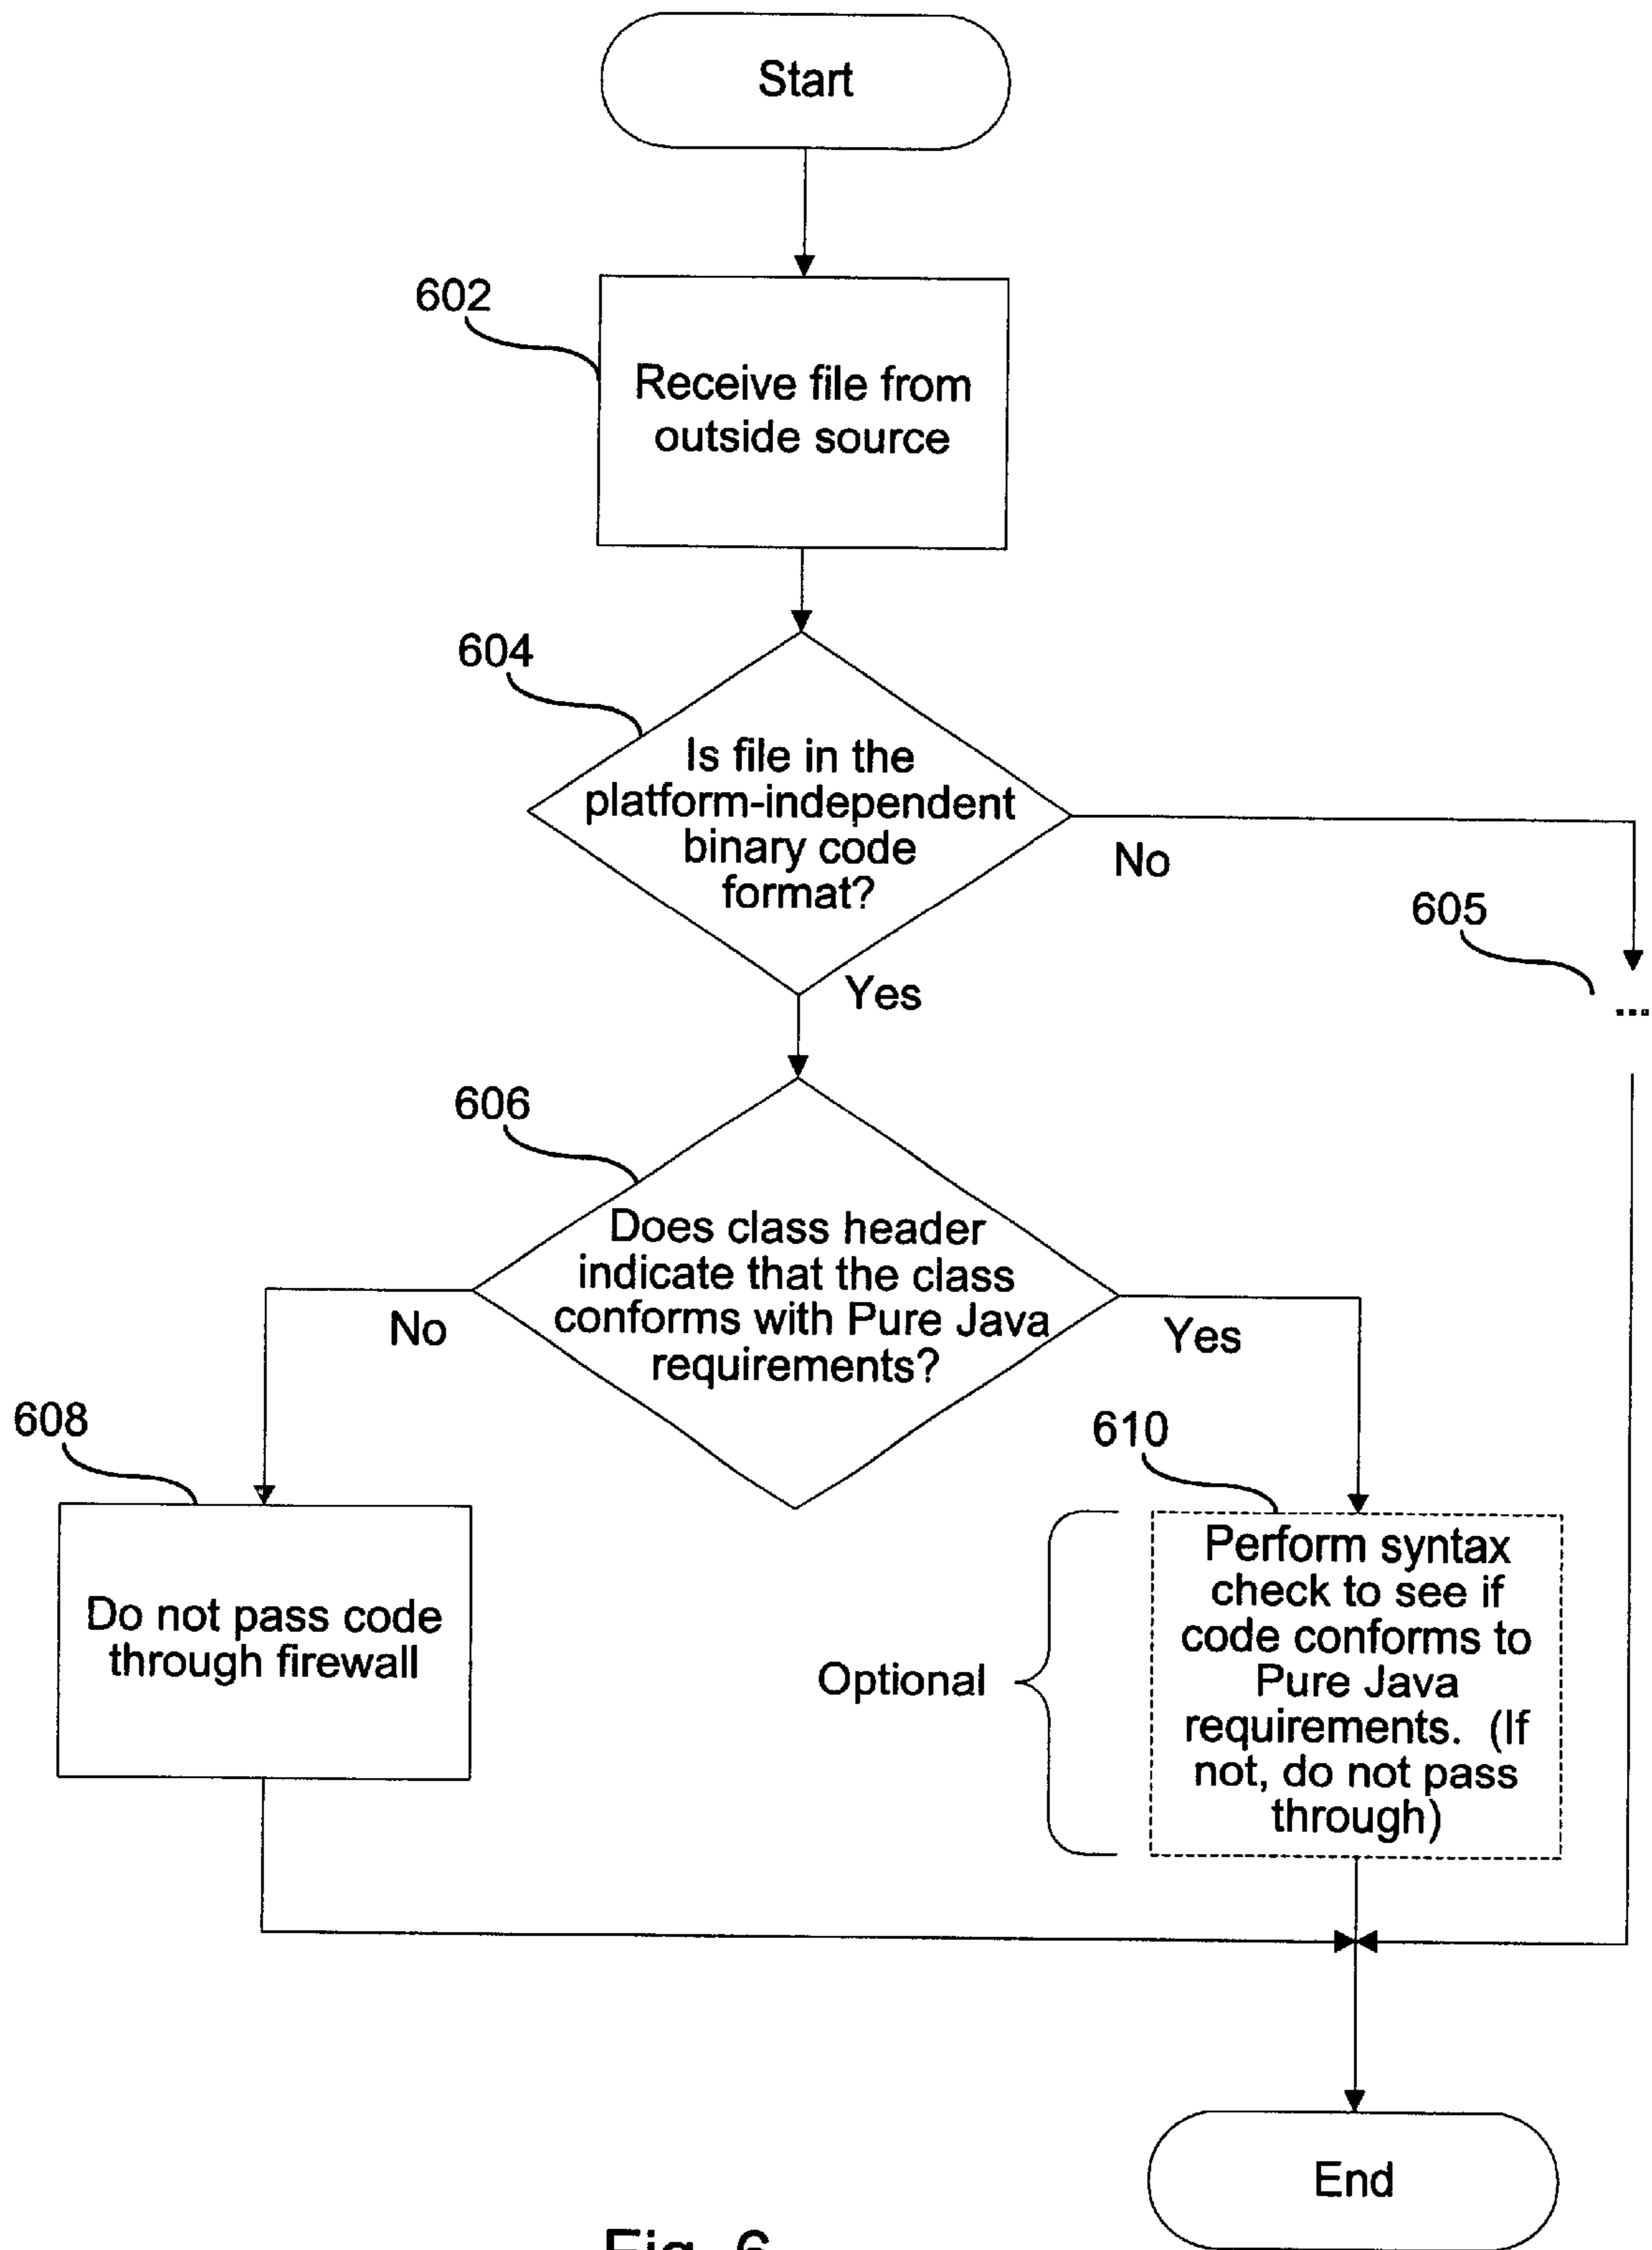 Start
602
Receive file from
outside source
604
Is file in the
platform-independent
binary code
format?
No
605
...
Yes
606
Does class header
indicate that the class
conforms with Pure Java
requirements?
No
Yes
608
610
Do not pass code
through firewall
Optional
Perform syntax
check to see if
code conforms to
Pure Java
requirements. (If
not, do not pass
through)
End
Fig. 6